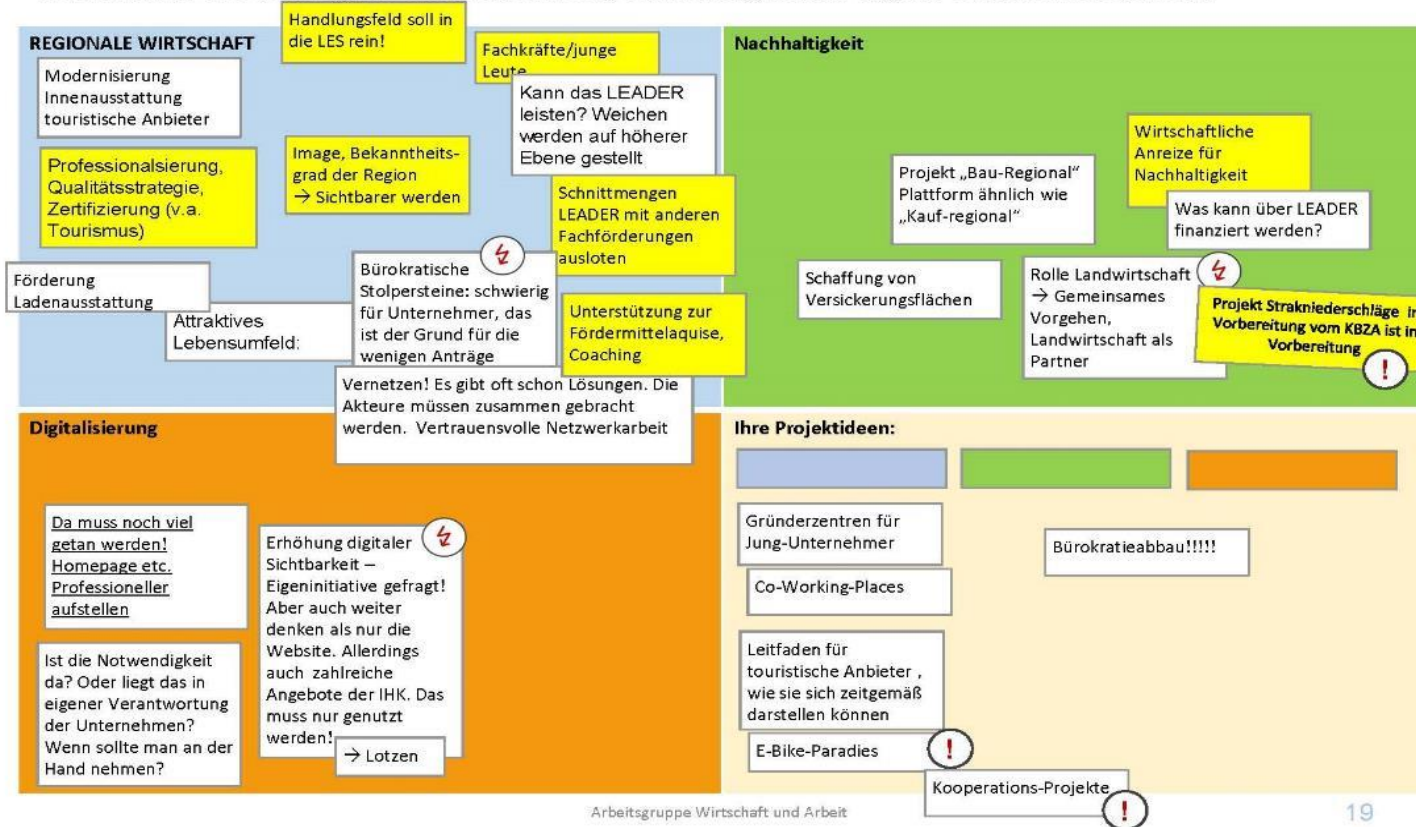 REGIONALE WIRTSCHAFT
Handlungsfeld soll in
die LES rein!
Fachkräfte/junge
Leute
Modernisierung
Innenausstattung
touristische Anbieter
Kann das LEADER
leisten? Weichen
werden auf höherer
Ebene gestellt
Professionalsierung,
Qualitätsstrategie,
Zertifizierung (v.a.
Tourismus)
Image, Bekanntheits-
grad der Region
→ Sichtbarer werden
Schnittmengen
LEADER mit anderen
Fachförderungen
ausloten
Förderung
Ladenausstattung
Attraktives
Lebensumfeld:
Bürokratische
Stolpersteine: schwierig
für Unternehmer, das
ist der Grund für die
wenigen Anträge
Unterstützung zur
Fördermittelaquise,
Coaching
Vernetzen! Es gibt oft schon Lösungen. Die
Akteure müssen zusammen gebracht
werden. Vertrauensvolle Netzwerkarbeit
Nachhaltigkeit
Projekt „Bau-Regional“
Plattform ähnlich wie
„Kauf-regional“
Wirtschaftliche
Anreize für
Nachhaltigkeit
Was kann über LEADER
finanziert werden?
Schaffung von
Versickerungsflächen
Rolle Landwirtschaft
→ Gemeinsames
Vorgehen,
Landwirtschaft als
Partner
Projekt Strakniederschläge in
Vorbereitung vom KBZA ist in
Vorbereitung
!
Digitalisierung
Da muss noch viel
getan werden!
Homepage etc.
Professioneller
aufstellen
Erhöhung digitaler
Sichtbarkeit –
Eigeninitiative gefragt!
Aber auch weiter
denken als nur die
Website. Allerdings
auch zahlreiche
Angebote der IHK. Das
muss nur genutzt
werden!
→ Lotzen
Ist die Notwendigkeit
da? Oder liegt das in
eigener Verantwortung
der Unternehmen?
Wenn sollte man an der
Hand nehmen?
Ihre Projektideen:
Gründerzentren für
Jung-Unternehmer
Co-Working-Places
Bürokratieabbau!!!!!
Leitfaden für
touristische Anbieter ,
wie sie sich zeitgemäß
darstellen können
E-Bike-Paradies
!
Kooperations-Projekte
!
Arbeitsgruppe Wirtschaft und Arbeit
19